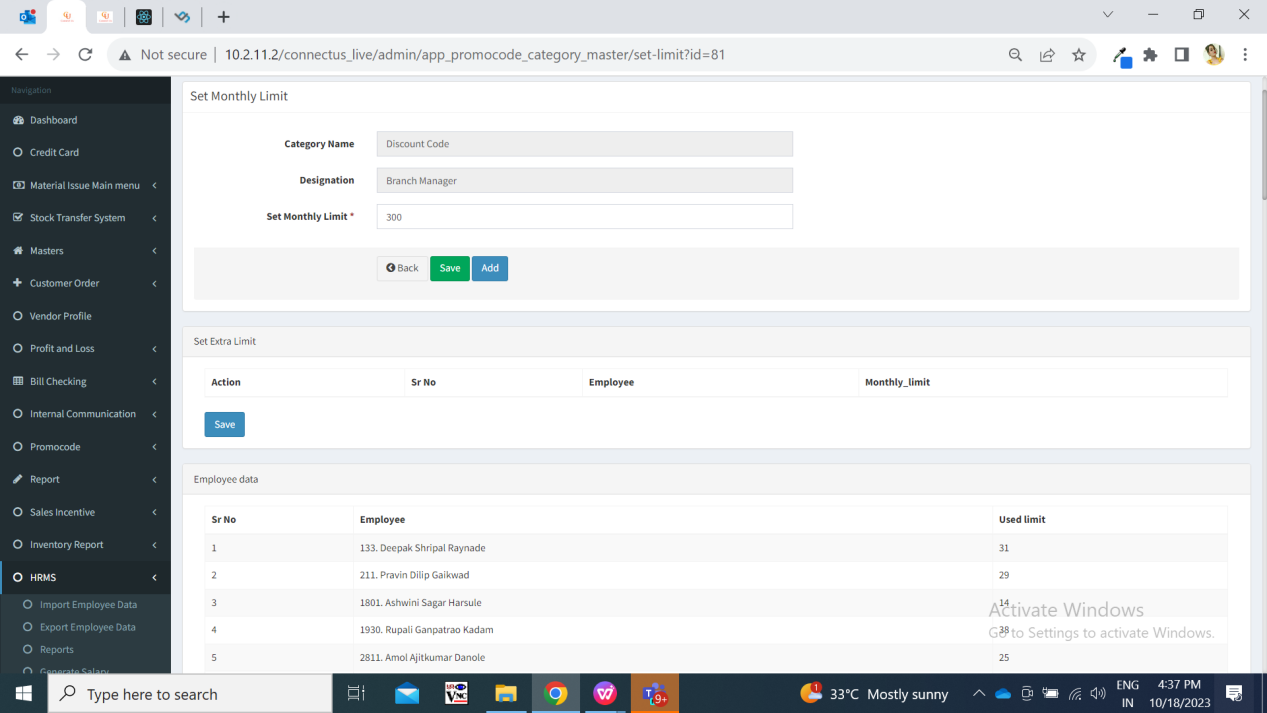 Not secure | 10.2.11.2/connectus_live/admin/app_promocode_category_master/set-limit?id=81
Navigation
Dashboard
Credit Card
Material Issue Main menu
Stock Transfer System
Masters
Customer Order
Vendor Profile
Profit and Loss
Bill Checking
Internal Communication
Promocode
Report
Sales Incentive
Inventory Report
HRMS
Import Employee Data
Export Employee Data
Reports
Generate Salary
Set Monthly Limit
Category Name Discount Code
Designation Branch Manager
Set Monthly Limit * 300
Back Save Add
Set Extra Limit
Action Sr No Employee Monthly_limit
Save
Employee data
Sr No Employee Used limit
1 133. Deepak Shripal Raynade 31
2 211. Pravin Dilip Gaikwad 29
3 1801. Ashwini Sagar Harsule 14
4 1930. Rupali Ganpatrao Kadam 38
5 2811. Amol Ajitkumar Danole 25
Activate Windows
Go to Settings to activate Windows.
Type here to search
VNC
W
T 9+
1
33°C Mostly sunny
ENG
IN
4:37 PM
10/18/2023
3